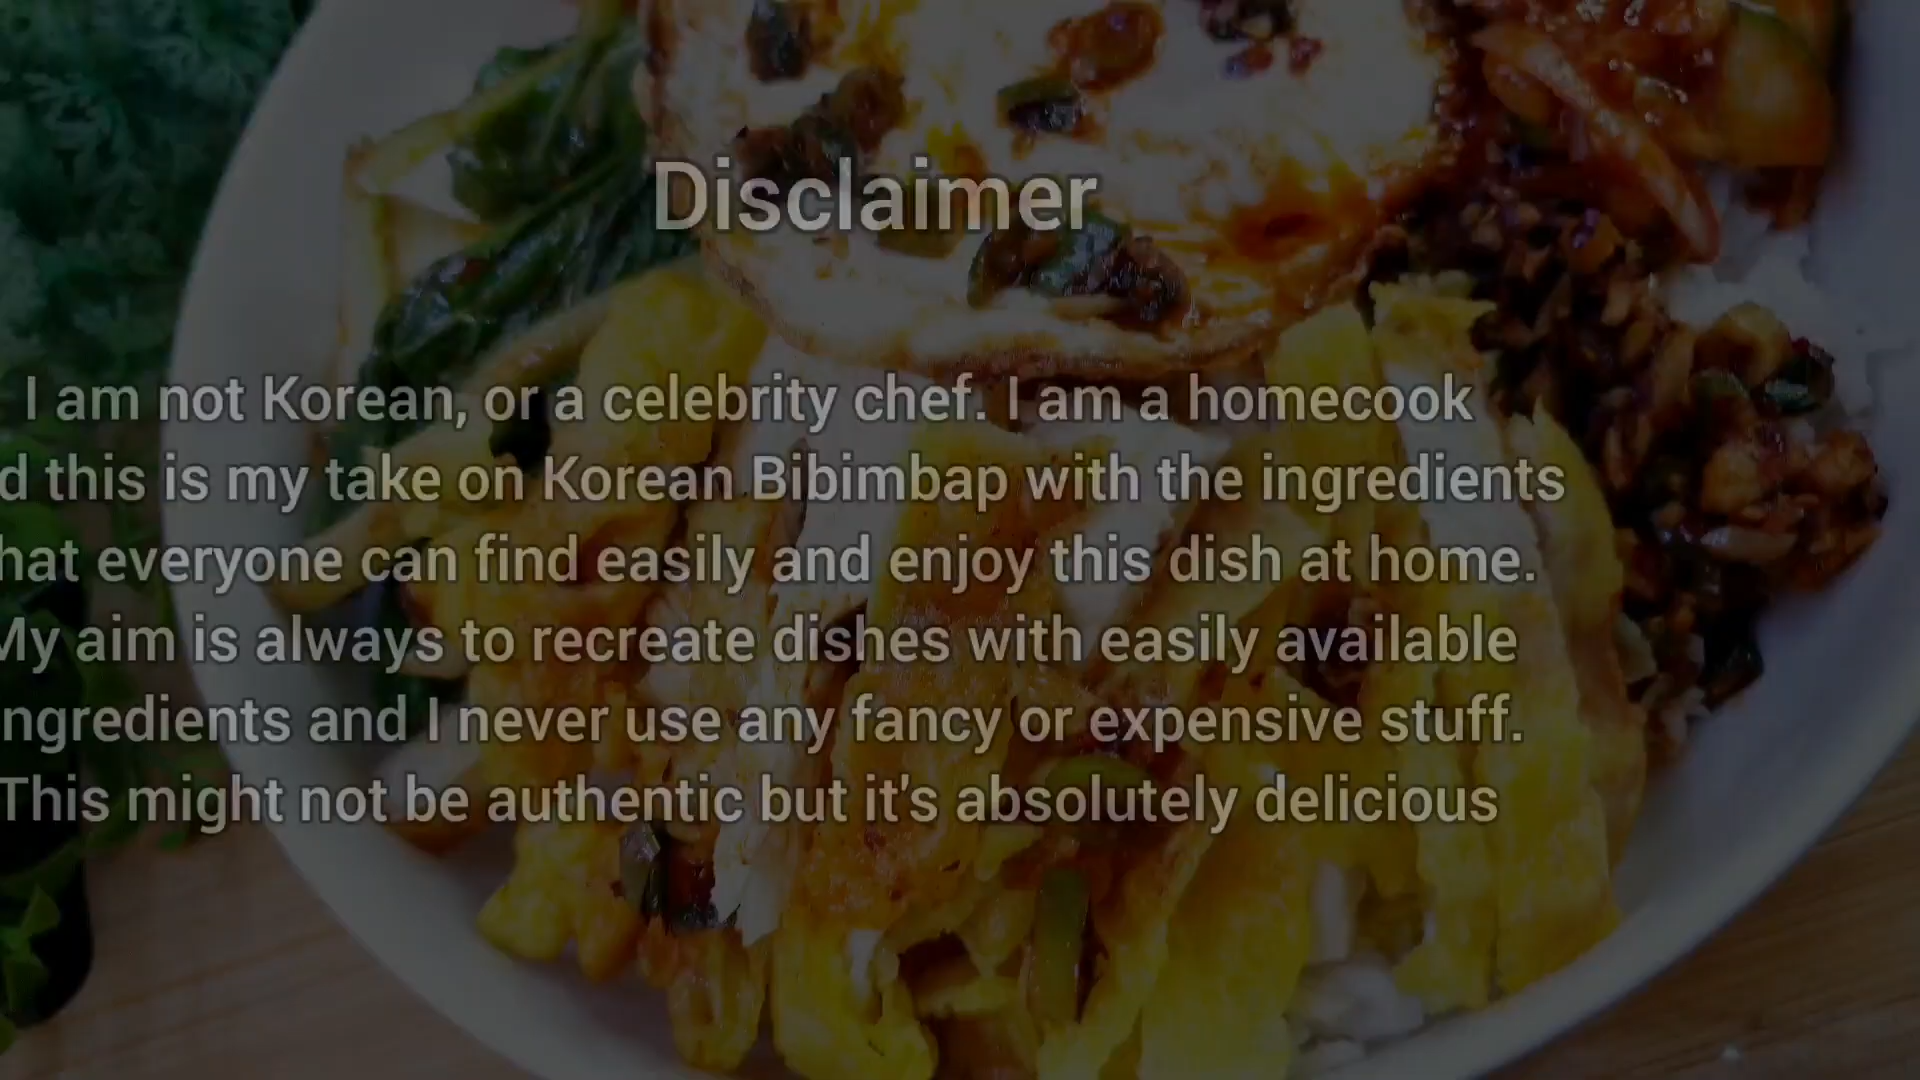 Disclaimer
I am not Korean, or a celebrity chef. I am a homecook
d this is my take on Korean Bibimbap with the ingredients
hat everyone can find easily and enjoy this dish at home.
My aim is always to recreate dishes with easily available
ngredients and I never use any fancy or expensive stuff.
This might not be authentic but it's absolutely delicious